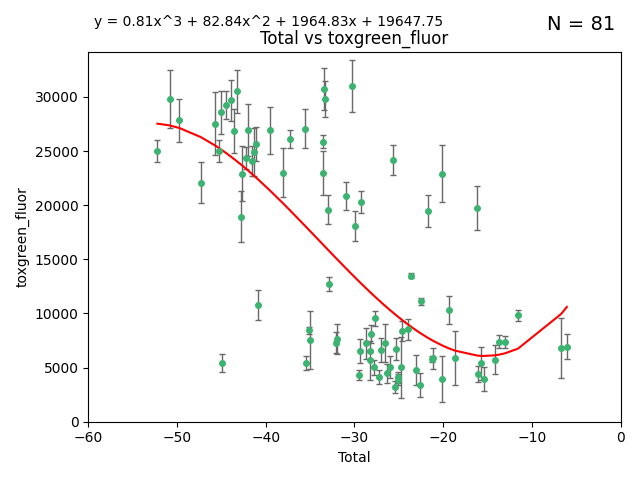 y = 0.81x^3 + 82.84x^2 + 1964.83x + 19647.75
N = 81
Total vs toxgreen_fluor
30000
25000
20000
15000
10000
5000
0
toxgreen_fluor
−60 −50 −40 −30 −20 −10 0
Total